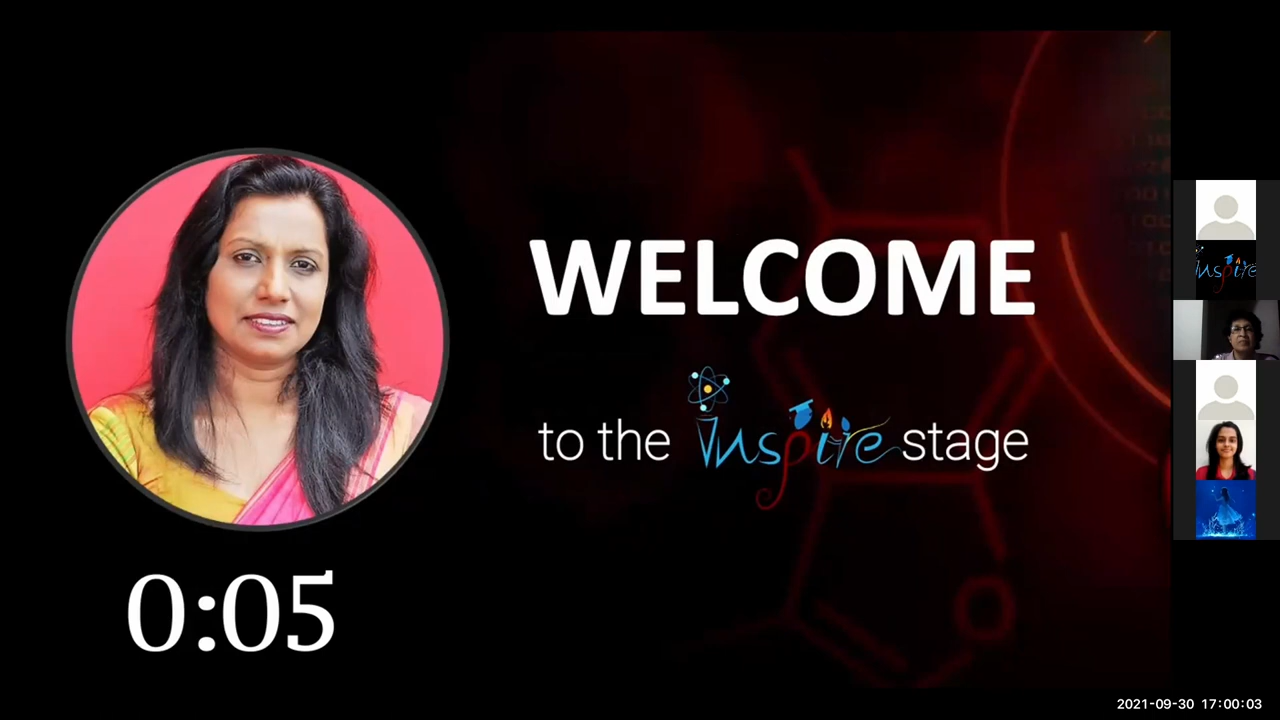 WELCOME
to the Inspire stage
Inspire
0:05
2021-09-30 17:00:03